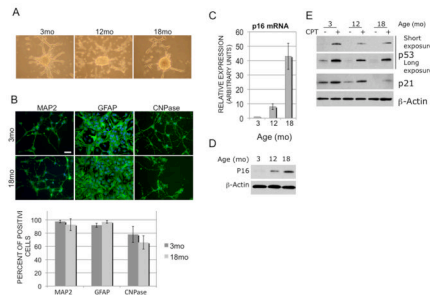 A
3mo 12mo 18mo
B
MAP2 GFAP CNPase
3mo
18mo
PERCENT OF POSITIVE CELLS
100
80
60
40
20
0
MAP2 GFAP CNPase
3mo
18mo
C
p16 mRNA
RELATIVE EXPRESSION
(ARBITRARY UNITS)
60
50
40
30
20
10
0
3 12 18
Age (mo)
D
Age (mo) 3 12 18
P16
β-Actin
E
3 12 18 Age (mo)
CPT - + - + - +
Short exposure
p53
Long exposure
p21
β-Actin